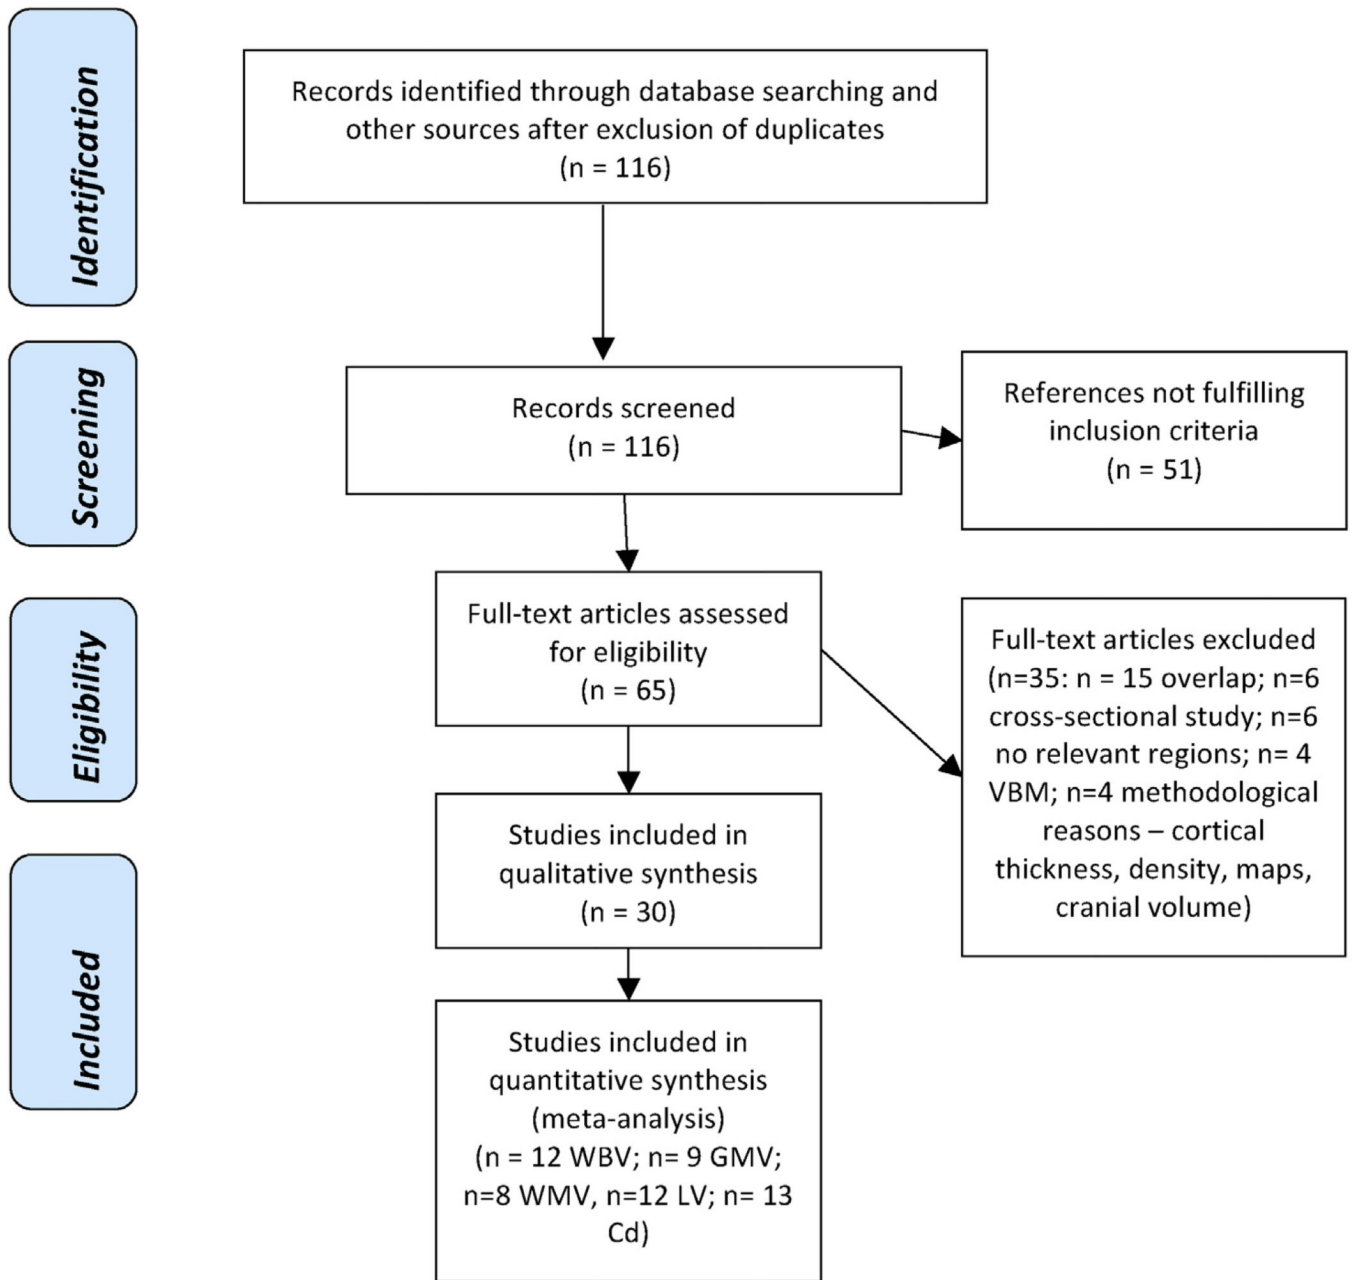 Identification
Records identified through database searching and
other sources after exclusion of duplicates
(n = 116)
Screening
Records screened
(n = 116)
References not fulfilling
inclusion criteria
(n = 51)
Eligibility
Full-text articles assessed
for eligibility
(n = 65)
Full-text articles excluded
(n=35: n = 15 overlap; n=6
cross-sectional study; n=6
no relevant regions; n= 4
VBM; n=4 methodological
reasons – cortical
thickness, density, maps,
cranial volume)
Included
Studies included in
qualitative synthesis
(n = 30)
Studies included in
quantitative synthesis
(meta-analysis)
(n = 12 WBV; n= 9 GMV;
n=8 WMV, n=12 LV; n= 13
Cd)